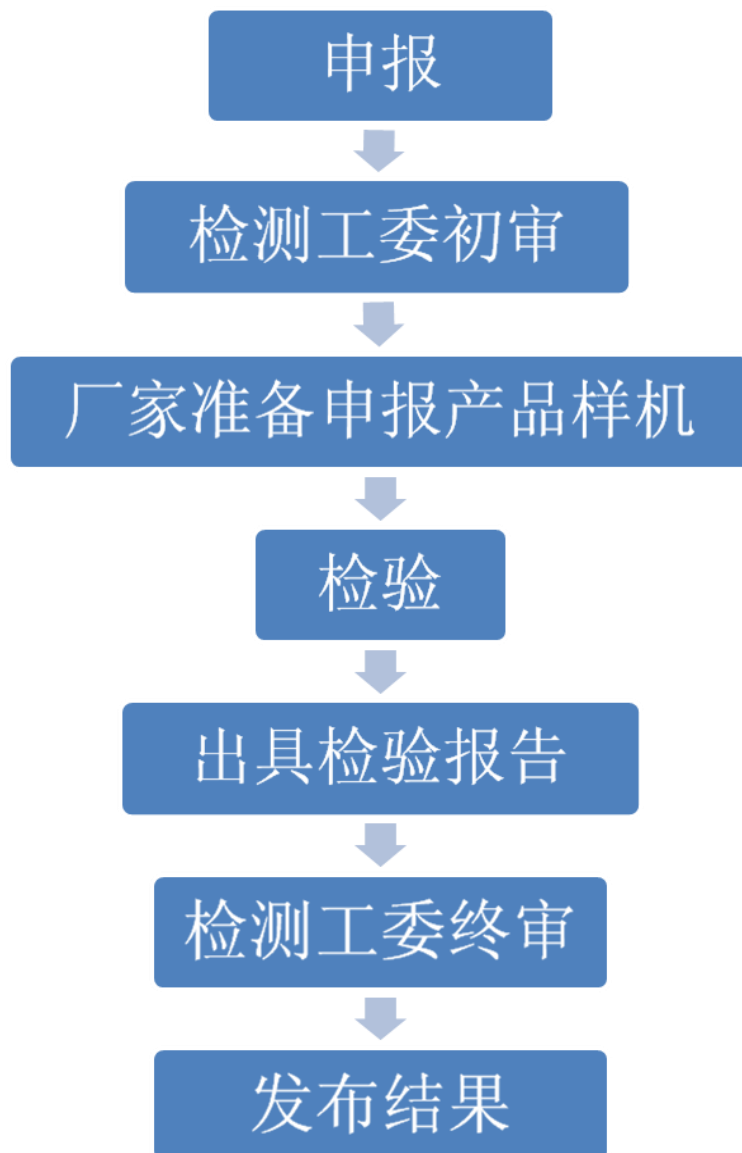 申报
检测工委初审
厂家准备申报产品样机
检验
出具检验报告
检测工委终审
发布结果